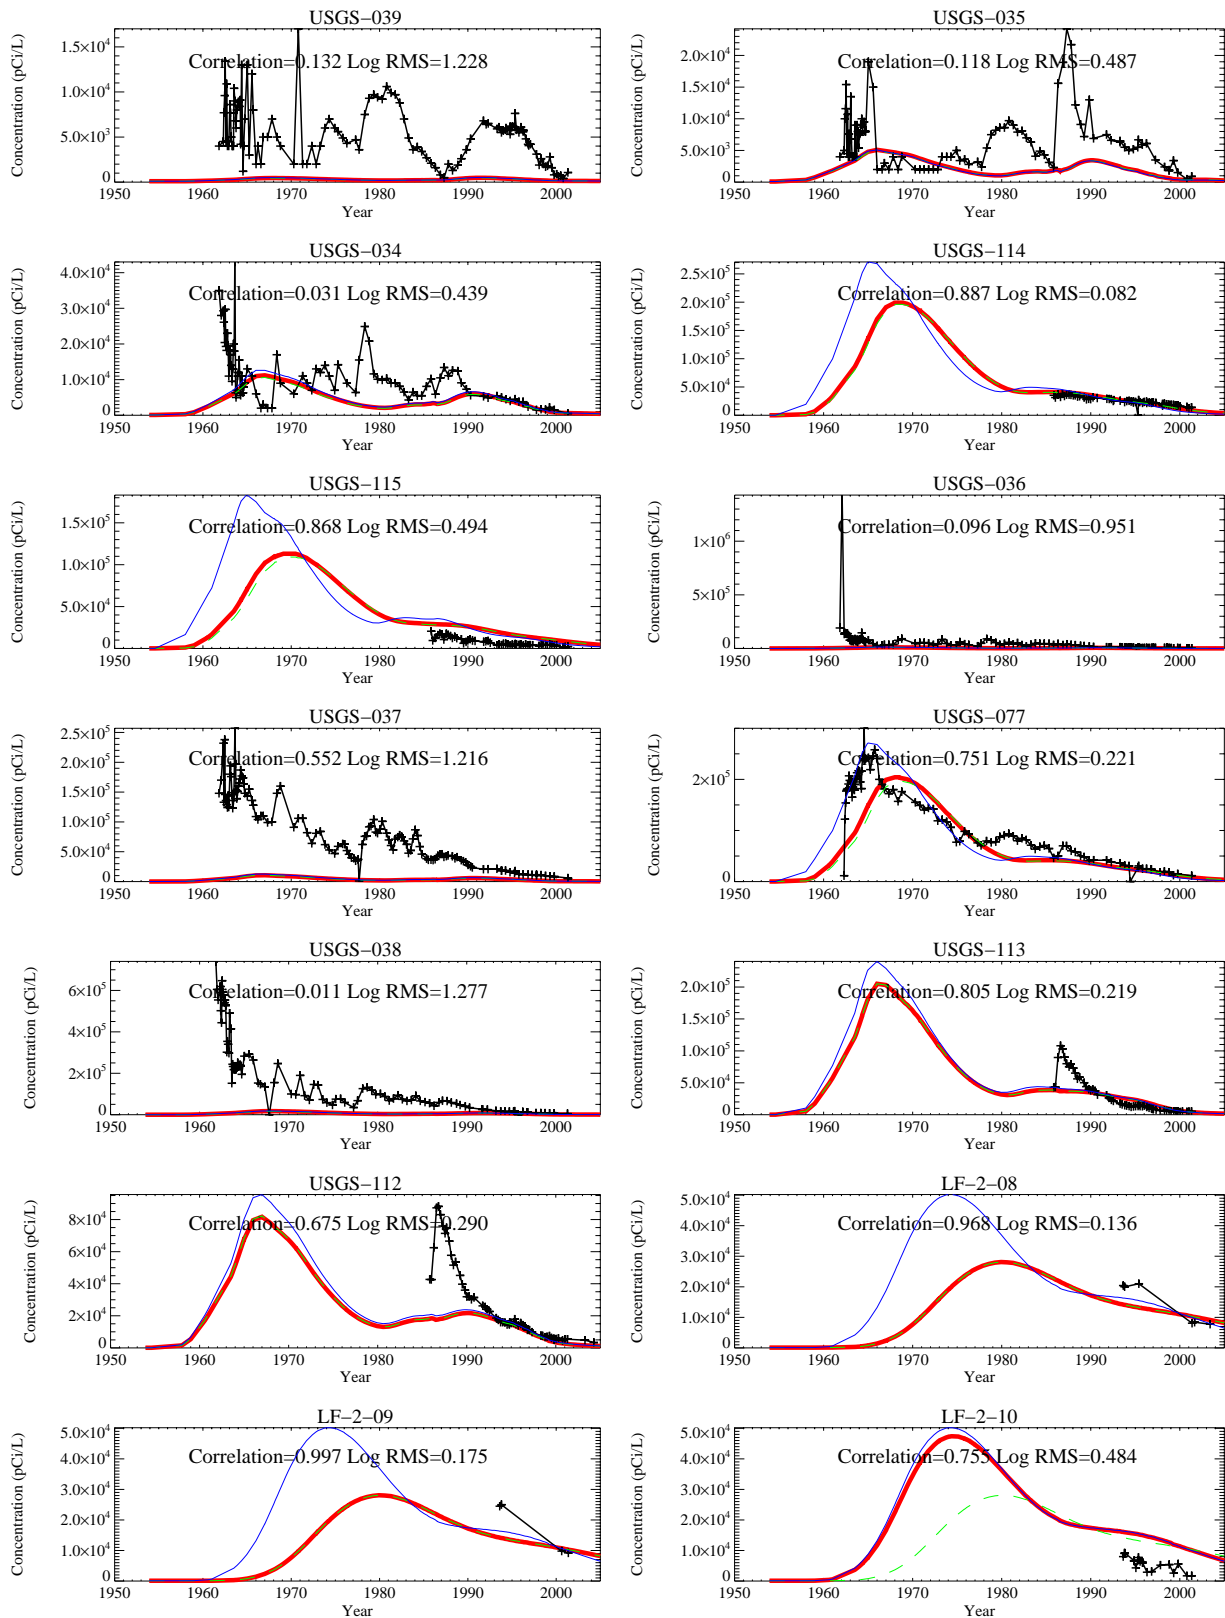 USGS−039
Correlation=0.132 Log RMS=1.228
Concentration (pCi/L)
1.5×10⁴
1.0×10⁴
5.0×10³
0
1950 1960 1970 1980 1990 2000
Year
USGS−035
Correlation=0.118 Log RMS=0.487
Concentration (pCi/L)
2.0×10⁴
1.5×10⁴
1.0×10⁴
5.0×10³
0
1950 1960 1970 1980 1990 2000
Year
USGS−034
Correlation=0.031 Log RMS=0.439
Concentration (pCi/L)
4.0×10⁴
3.0×10⁴
2.0×10⁴
1.0×10⁴
0
1950 1960 1970 1980 1990 2000
Year
USGS−114
Correlation=0.887 Log RMS=0.082
Concentration (pCi/L)
2.5×10⁵
2.0×10⁵
1.5×10⁵
1.0×10⁵
5.0×10⁴
0
1950 1960 1970 1980 1990 2000
Year
USGS−115
Correlation=0.868 Log RMS=0.494
Concentration (pCi/L)
1.5×10⁵
1.0×10⁵
5.0×10⁴
0
1950 1960 1970 1980 1990 2000
Year
USGS−036
Correlation=0.096 Log RMS=0.951
Concentration (pCi/L)
1×10⁶
5×10⁵
0
1950 1960 1970 1980 1990 2000
Year
USGS−037
Correlation=0.552 Log RMS=1.216
Concentration (pCi/L)
2.5×10⁵
2.0×10⁵
1.5×10⁵
1.0×10⁵
5.0×10⁴
0
1950 1960 1970 1980 1990 2000
Year
USGS−077
Correlation=0.751 Log RMS=0.221
Concentration (pCi/L)
2×10⁵
1×10⁵
0
1950 1960 1970 1980 1990 2000
Year
USGS−038
Correlation=0.011 Log RMS=1.277
Concentration (pCi/L)
6×10⁵
4×10⁵
2×10⁵
0
1950 1960 1970 1980 1990 2000
Year
USGS−113
Correlation=0.805 Log RMS=0.219
Concentration (pCi/L)
2.0×10⁵
1.5×10⁵
1.0×10⁵
5.0×10⁴
0
1950 1960 1970 1980 1990 2000
Year
USGS−112
Correlation=0.675 Log RMS=0.290
Concentration (pCi/L)
8×10⁴
6×10⁴
4×10⁴
2×10⁴
0
1950 1960 1970 1980 1990 2000
Year
LF−2−08
Correlation=0.968 Log RMS=0.136
Concentration (pCi/L)
5.0×10⁴
4.0×10⁴
3.0×10⁴
2.0×10⁴
1.0×10⁴
0
1950 1960 1970 1980 1990 2000
Year
LF−2−09
Correlation=0.997 Log RMS=0.175
Concentration (pCi/L)
5.0×10⁴
4.0×10⁴
3.0×10⁴
2.0×10⁴
1.0×10⁴
0
1950 1960 1970 1980 1990 2000
Year
LF−2−10
Correlation=0.755 Log RMS=0.484
Concentration (pCi/L)
5.0×10⁴
4.0×10⁴
3.0×10⁴
2.0×10⁴
1.0×10⁴
0
1950 1960 1970 1980 1990 2000
Year